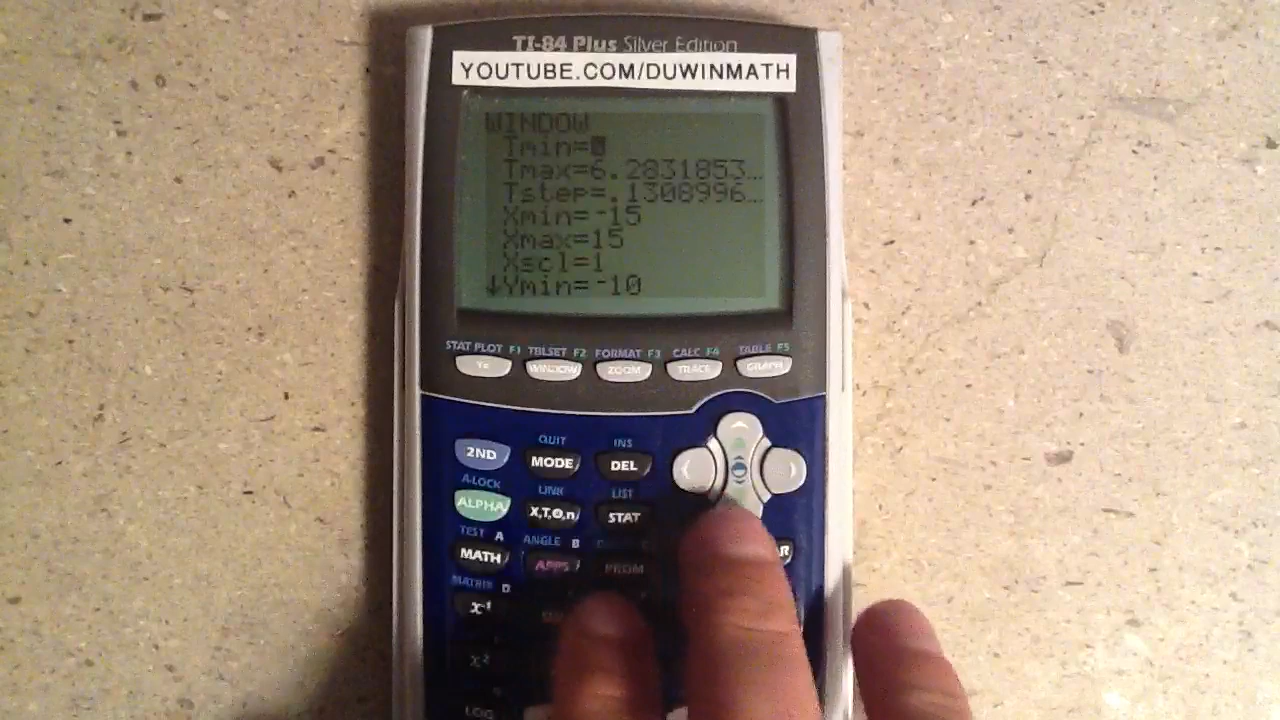 TI-84 Plus Silver Edition
YOUTUBE.COM/DUWINMATH
WINDOW
Tmin=0
Tmax=6.2831853…
Tstep=.1308996…
Xmin=-15
Xmax=15
Xscl=1
↓Ymin=-10
STAT PLOT F1 TBLSET F2 FORMAT F3 CALC F4 TABLE F5
Y= WINDOW ZOOM TRACE GRAPH
QUIT INS
2ND MODE DEL
A-LOCK LINK LIST
ALPHA X,T,Θ,n STAT
TEST A ANGLE B
MATH APPS PRGM
MATRIX D
x-1
x2
LOG